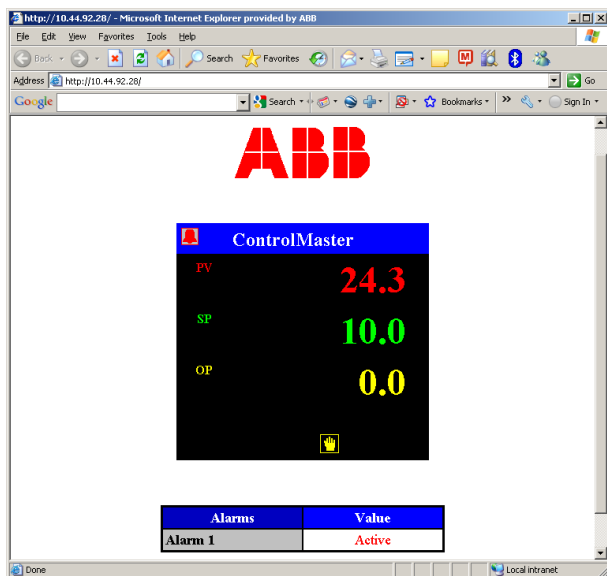 http://10.44.92.28/ - Microsoft Internet Explorer provided by ABB
File Edit View Favorites Tools Help
Back Search Favorites
Address http://10.44.92.28/ Go
Google Search Bookmarks Sign In
ABB
ControlMaster
PV 24.3
SP 10.0
OP 0.0
Alarms Value
Alarm 1 Active
Done Local intranet